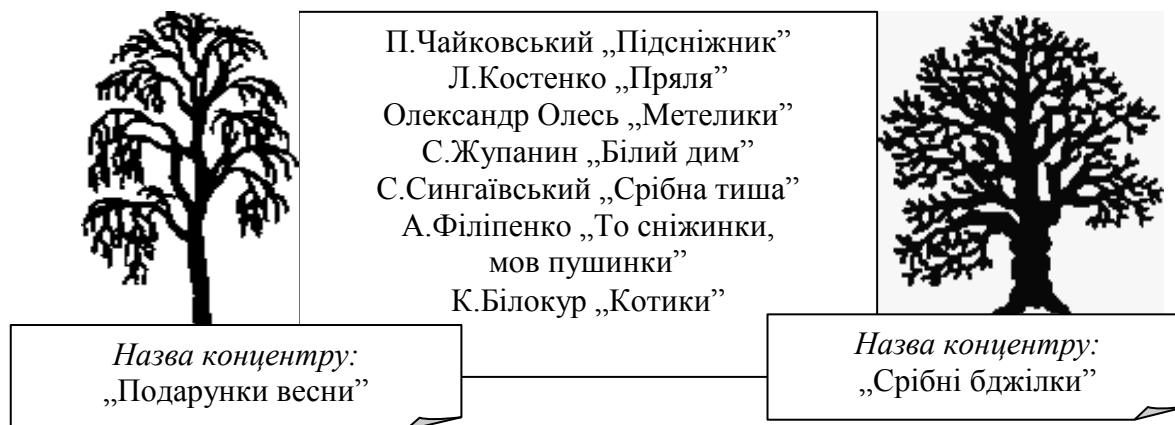 П.Чайковський „Підсніжник”
Л.Костенко „Пряля”
Олександр Олесь „Метелики”
С.Жупанин „Білий дим”
С.Сингаївський „Срібна тиша”
А.Філіпенко „То сніжинки,
мов пушинки”
К.Білокур „Котики”
Назва концентру:
„Подарунки весни”
Назва концентру:
„Срібні бджілки”